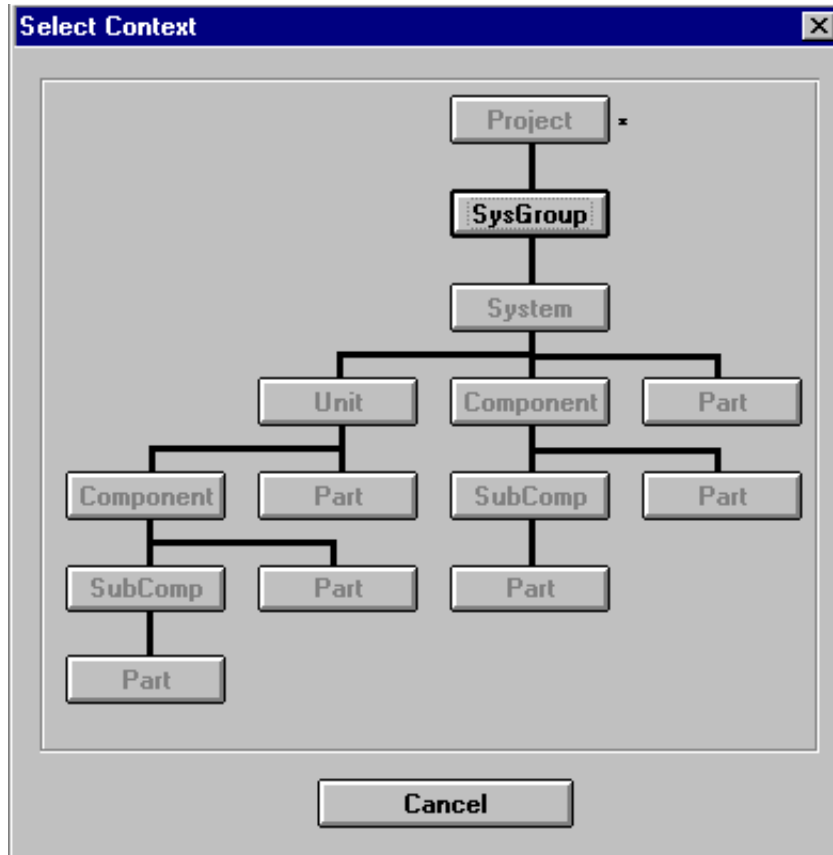 Select Context
Project *
SysGroup
System
Unit Component Part
Component Part SubComp Part
SubComp Part Part
Part
Cancel